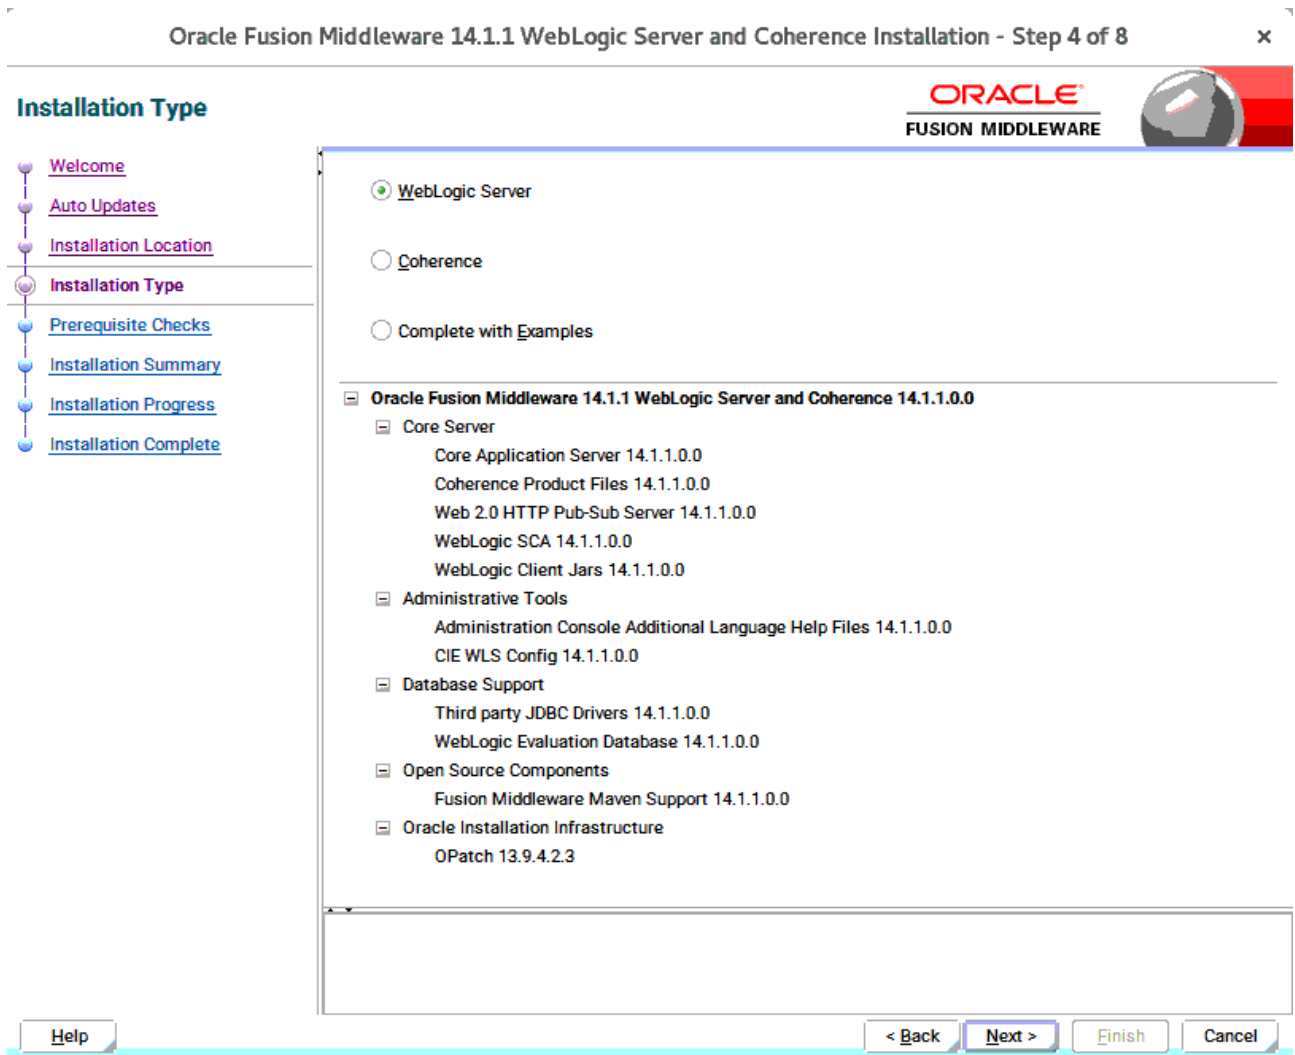 Oracle Fusion Middleware 14.1.1 WebLogic Server and Coherence Installation - Step 4 of 8
Installation Type
ORACLE
FUSION MIDDLEWARE
Welcome
Auto Updates
Installation Location
Installation Type
Prerequisite Checks
Installation Summary
Installation Progress
Installation Complete
WebLogic Server
Coherence
Complete with Examples
Oracle Fusion Middleware 14.1.1 WebLogic Server and Coherence 14.1.1.0.0
Core Server
Core Application Server 14.1.1.0.0
Coherence Product Files 14.1.1.0.0
Web 2.0 HTTP Pub-Sub Server 14.1.1.0.0
WebLogic SCA 14.1.1.0.0
WebLogic Client Jars 14.1.1.0.0
Administrative Tools
Administration Console Additional Language Help Files 14.1.1.0.0
CIE WLS Config 14.1.1.0.0
Database Support
Third party JDBC Drivers 14.1.1.0.0
WebLogic Evaluation Database 14.1.1.0.0
Open Source Components
Fusion Middleware Maven Support 14.1.1.0.0
Oracle Installation Infrastructure
OPatch 13.9.4.2.3
Help
< Back
Next >
Finish
Cancel